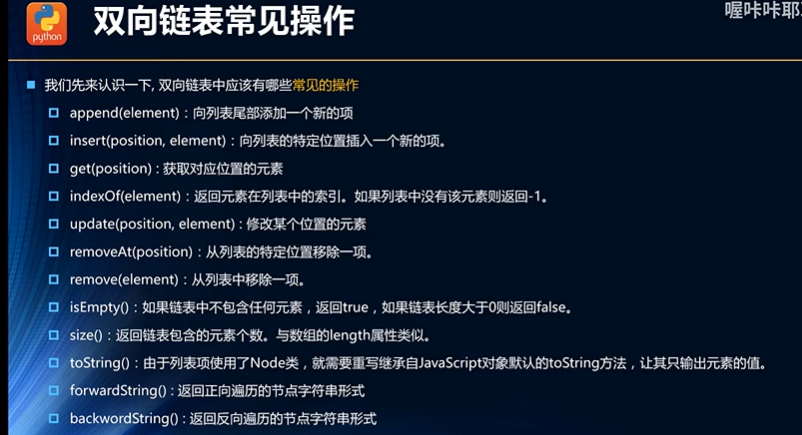 喔咔咔耶
python
双向链表常见操作
我们先来认识一下, 双向链表中应该有哪些常见的操作
append(element)：向列表尾部添加一个新的项
insert(position, element)：向列表的特定位置插入一个新的项。
get(position) : 获取对应位置的元素
indexOf(element)：返回元素在列表中的索引。如果列表中没有该元素则返回-1。
update(position, element) : 修改某个位置的元素
removeAt(position)：从列表的特定位置移除一项。
remove(element)：从列表中移除一项。
isEmpty()：如果链表中不包含任何元素，返回true，如果链表长度大于0则返回false。
size()：返回链表包含的元素个数。与数组的length属性类似。
toString()：由于列表项使用了Node类，就需要重写继承自JavaScript对象默认的toString方法，让其只输出元素的值。
forwardString() : 返回正向遍历的节点字符串形式
backwordString() : 返回反向遍历的节点字符串形式